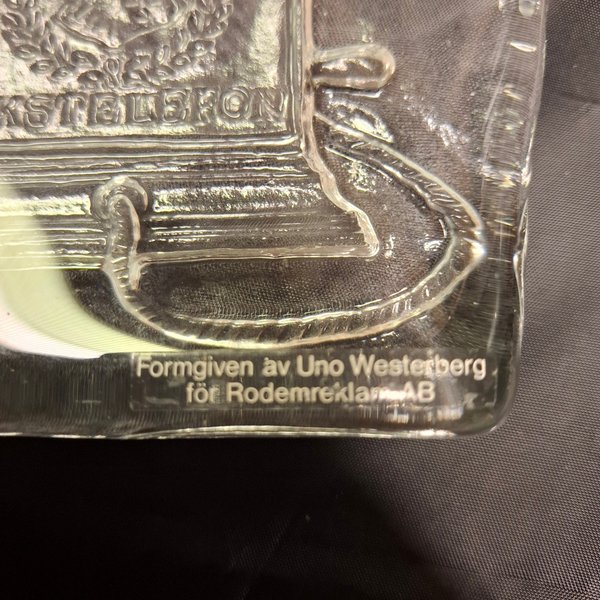 KSTELEFON
Formgiven av Uno Westerberg
för Rodemreklam AB